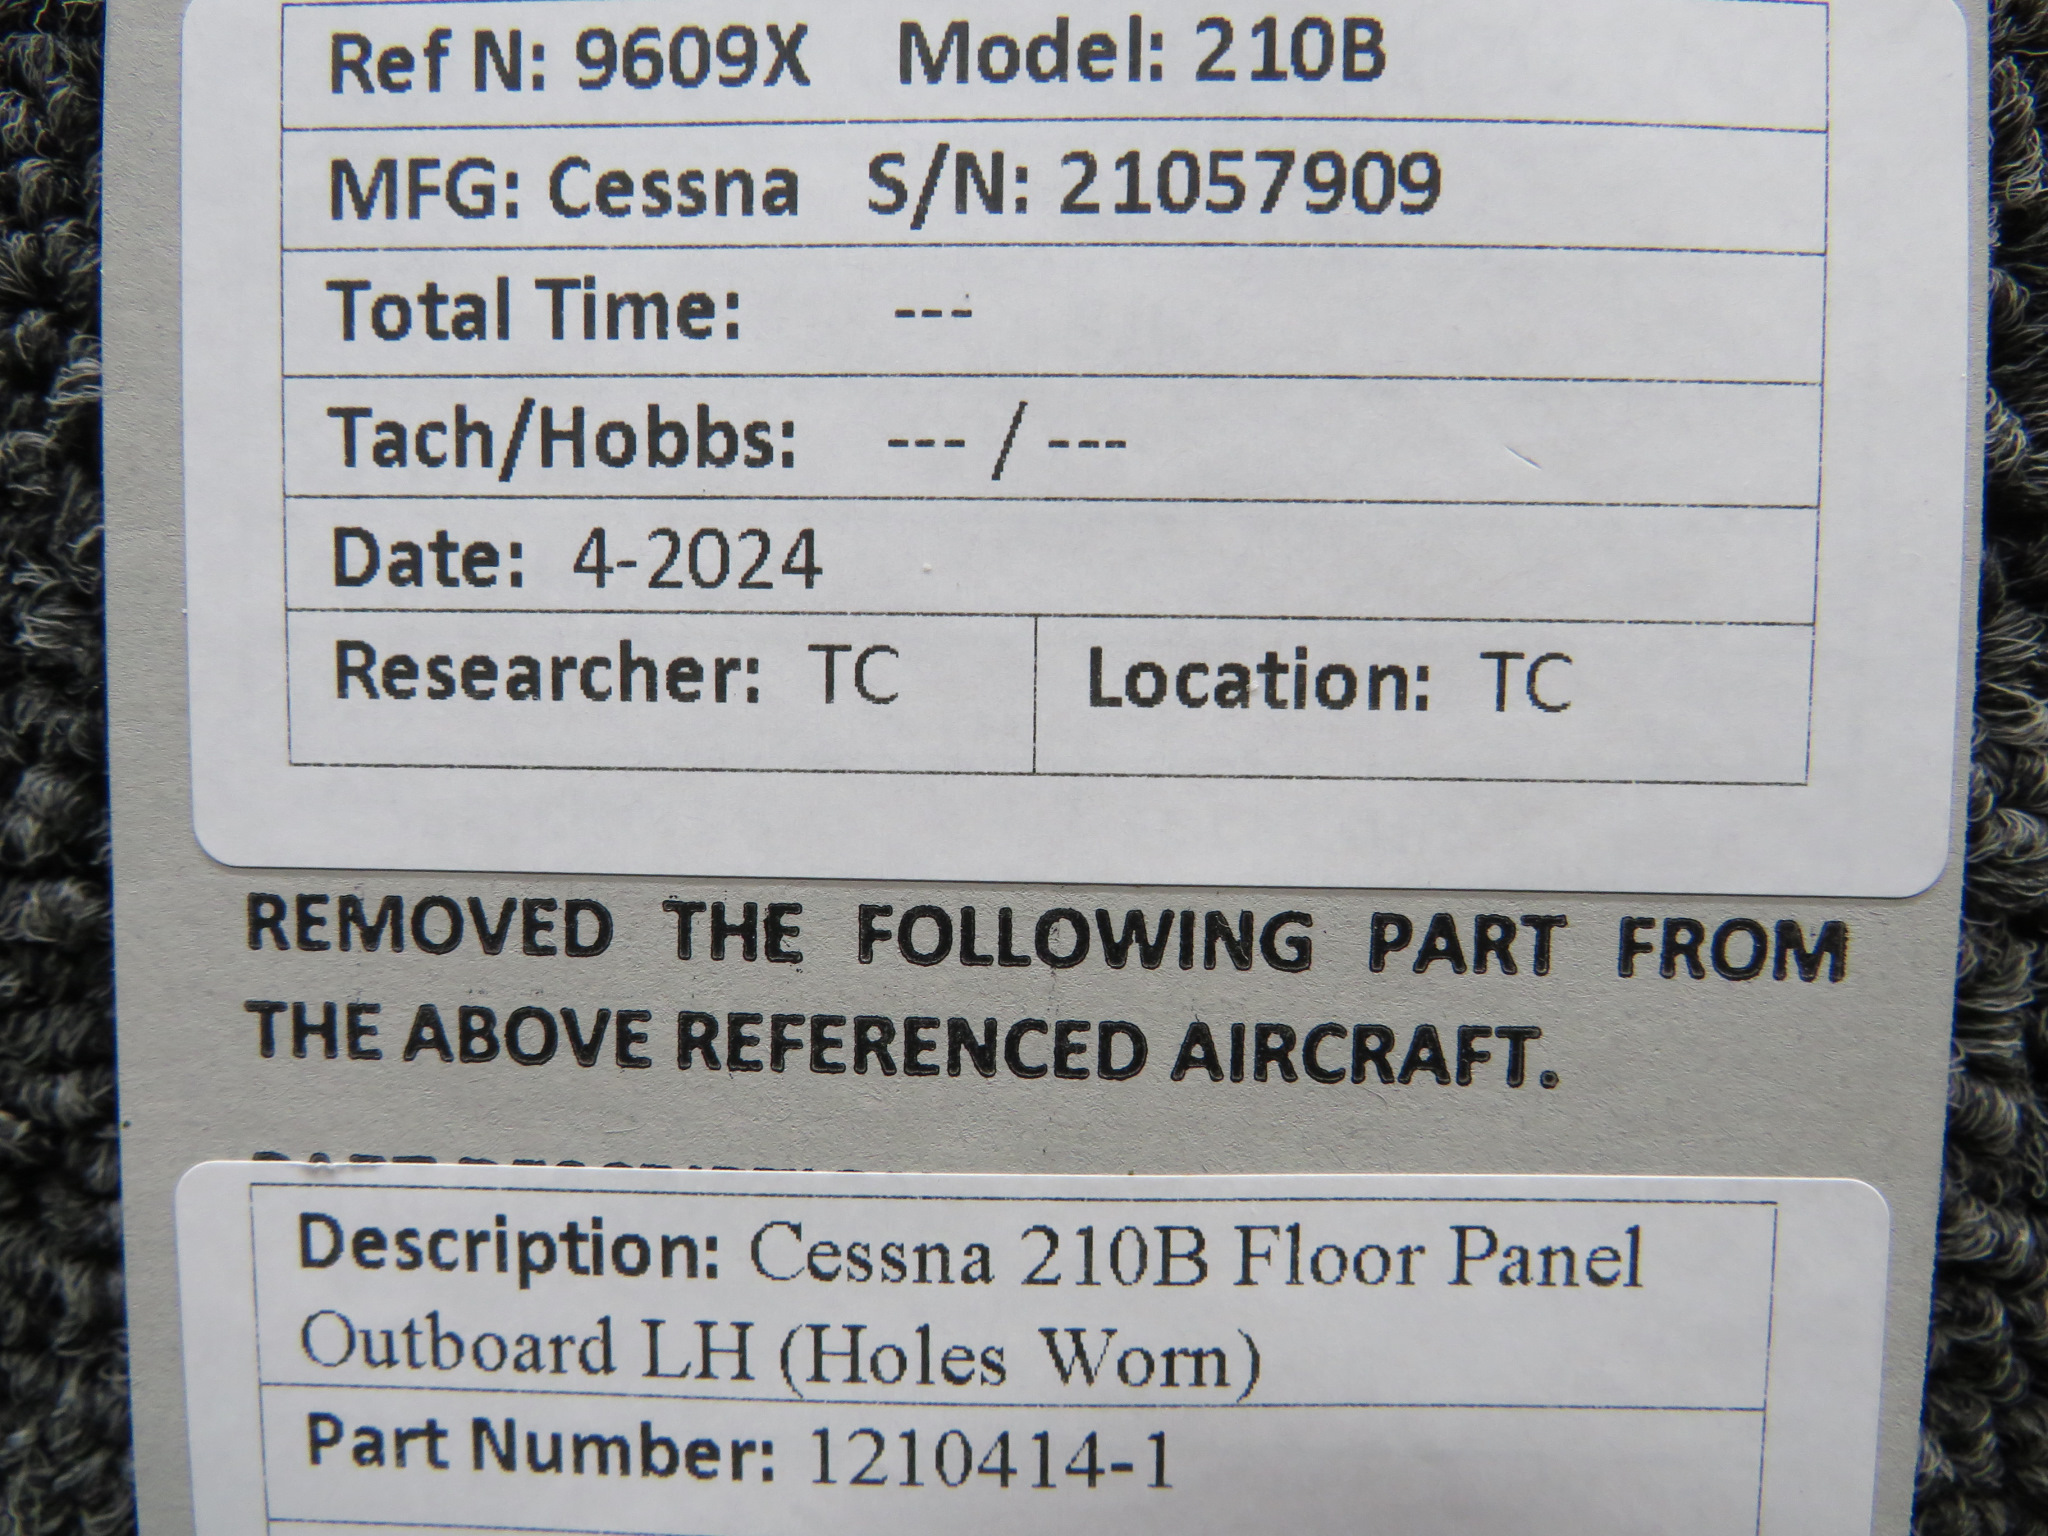 Ref N: 9609X Model: 210B
MFG: Cessna S/N: 21057909
Total Time: ---
Tach/Hobbs: --- / ---
Date: 4-2024
Researcher: TC Location: TC
REMOVED THE FOLLOWING PART FROM
THE ABOVE REFERENCED AIRCRAFT.
Description: Cessna 210B Floor Panel
Outboard LH (Holes Worn)
Part Number: 1210414-1